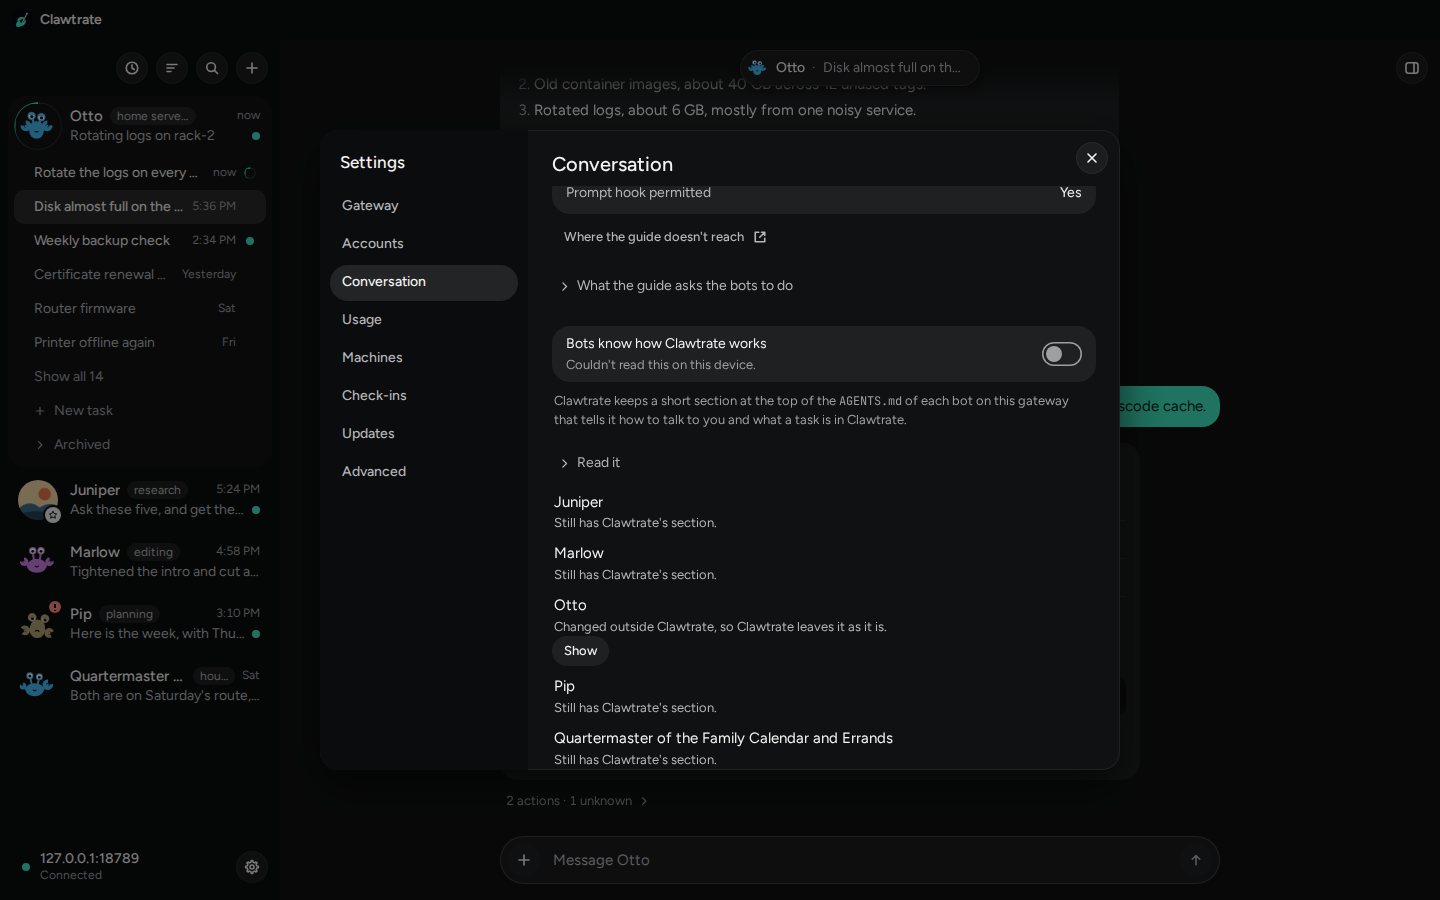 Clawtrate
Otto home serve... now
Rotating logs on rack-2
Rotate the logs on every ... now
Disk almost full on the ... 5:36 PM
Weekly backup check 2:34 PM
Certificate renewal ... Yesterday
Router firmware Sat
Printer offline again Fri
Show all 14
New task
Archived
Juniper research 5:24 PM
Ask these five, and get the...
Marlow editing 4:58 PM
Tightened the intro and cut a...
Pip planning 3:10 PM
Here is the week, with Thu...
Quartermaster ... hou... Sat
Both are on Saturday's route,...
127.0.0.1:18789
Connected
Otto · Disk almost full on th...
2. Old container images, about 40 GB across 12 unused tags.
3. Rotated logs, about 6 GB, mostly from one noisy service.
scode cache.
Settings
Gateway
Accounts
Conversation
Usage
Machines
Check-ins
Updates
Advanced
Conversation
Prompt hook permitted Yes
Where the guide doesn't reach
What the guide asks the bots to do
Bots know how Clawtrate works
Couldn't read this on this device.
Clawtrate keeps a short section at the top of the AGENTS.md of each bot on this gateway
that tells it how to talk to you and what a task is in Clawtrate.
Read it
Juniper
Still has Clawtrate's section.
Marlow
Still has Clawtrate's section.
Otto
Changed outside Clawtrate, so Clawtrate leaves it as it is.
Show
Pip
Still has Clawtrate's section.
Quartermaster of the Family Calendar and Errands
Still has Clawtrate's section.
2 actions · 1 unknown
Message Otto